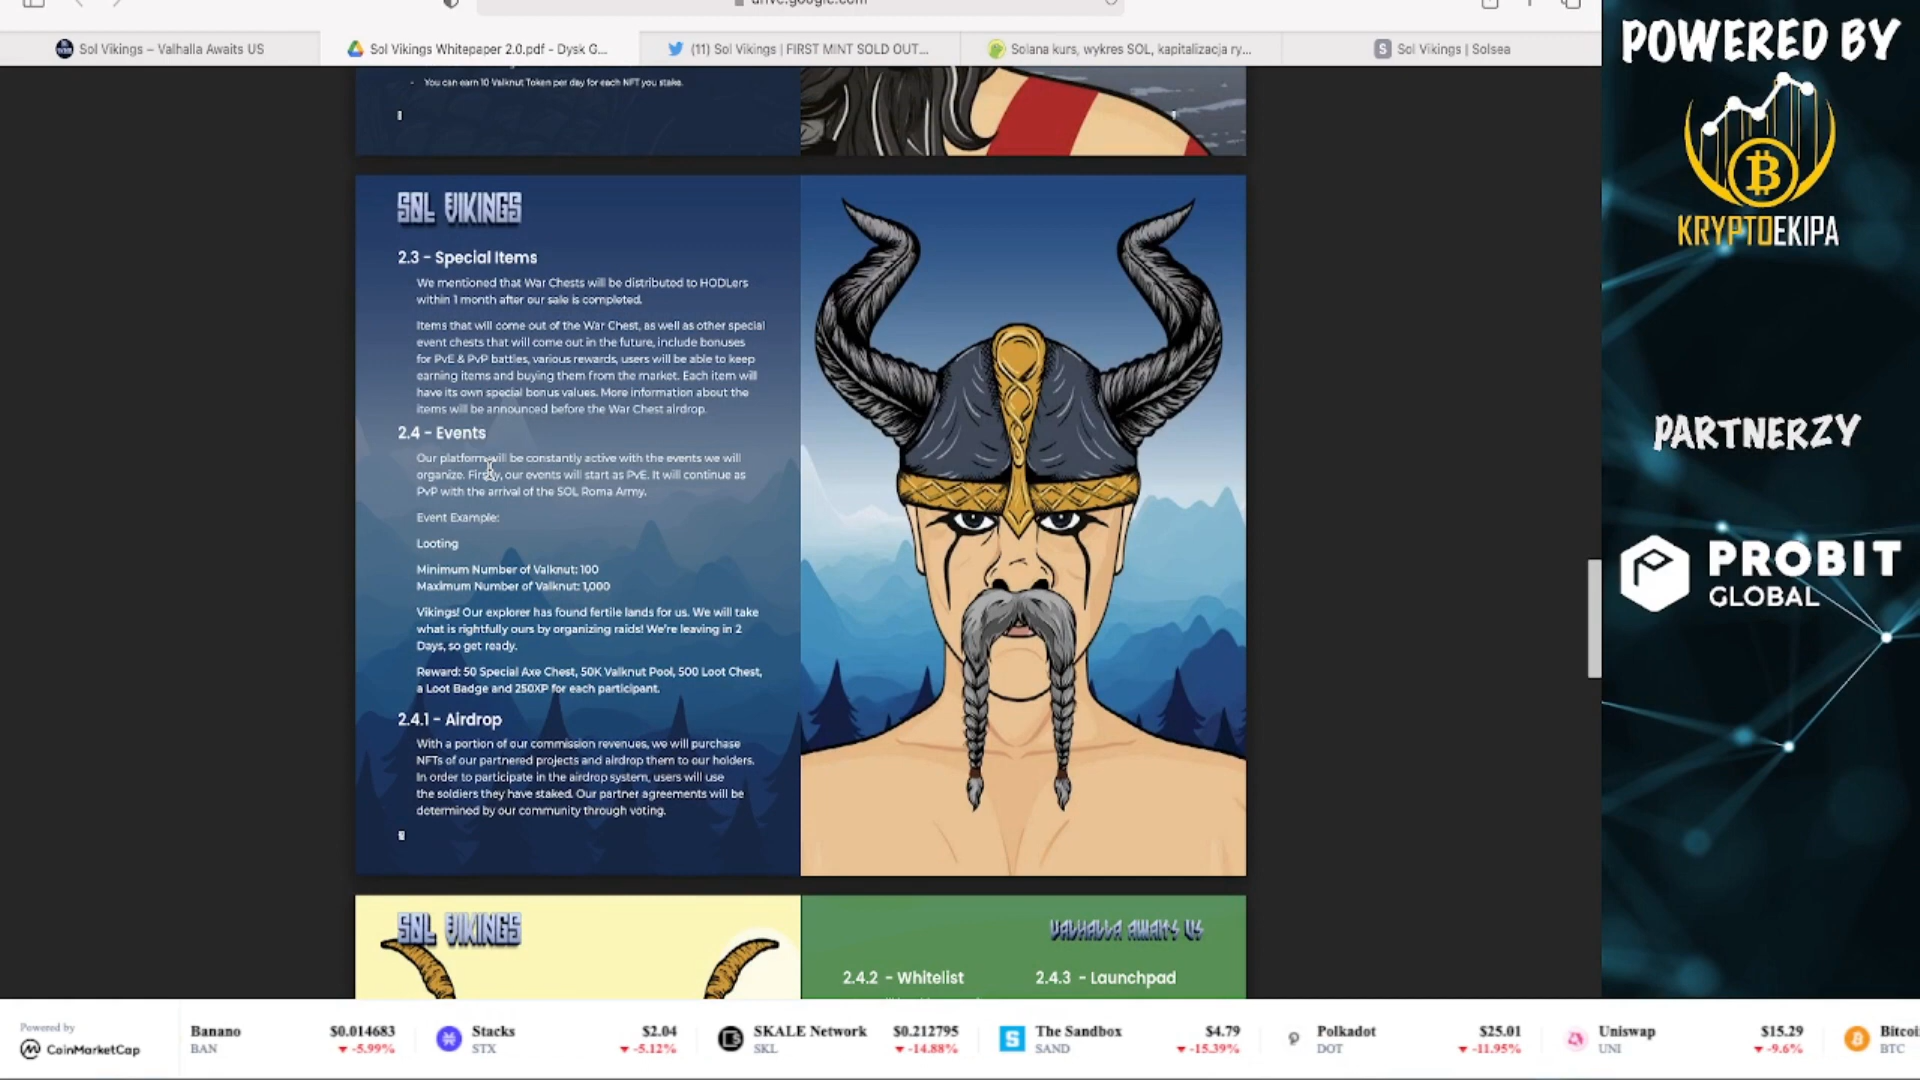 Sol Vikings – Valhalla Awaits US
Sol Vikings Whitepaper 2.0.pdf - Dysk G...
(11) Sol Vikings | FIRST MINT SOLD OUT...
Solana kurs, wykres SOL, kapitalizacja ry...
S
Sol Vikings | Solsea
- You can earn 10 Valknut Token per day for each NFT you stake.
SOL VIKINGS
2.3 - Special Items
We mentioned that War Chests will be distributed to HODLers
within 1 month after our sale is completed.
Items that will come out of the War Chest, as well as other special
event chests that will come out in the future, include bonuses
for PvE & PvP battles, various rewards, users will be able to keep
earning items and buying them from the market. Each item will
have its own special bonus values. More information about the
items will be announced before the War Chest airdrop.
2.4 - Events
Our platform will be constantly active with the events we will
organize. Firstly, our events will start as PvE. It will continue as
PvP with the arrival of the SOL Roma Army.
Event Example:
Looting
Minimum Number of Valknut: 100
Maximum Number of Valknut: 1,000
Vikings! Our explorer has found fertile lands for us. We will take
what is rightfully ours by organizing raids! We're leaving in 2
Days, so get ready.
Reward: 50 Special Axe Chest, 50K Valknut Pool, 500 Loot Chest,
a Loot Badge and 250XP for each participant.
2.4.1 - Airdrop
With a portion of our commission revenues, we will purchase
NFTs of our partnered projects and airdrop them to our holders.
In order to participate in the airdrop system, users will use
the soldiers they have staked. Our partner agreements will be
determined by our community through voting.
SOL VIKINGS
VALHALLA AWAITS US
2.4.2 - Whitelist
2.4.3 - Launchpad
POWERED BY
KRYPTOEKIPA
PARTNERZY
PROBIT
GLOBAL
Powered by
CoinMarketCap
Banano $0.014683
BAN ▼ -5.99%
Stacks $2.04
STX ▼ -5.12%
SKALE Network $0.212795
SKL ▼ -14.88%
The Sandbox $4.79
SAND ▼ -15.39%
Polkadot $25.01
DOT ▼ -11.95%
Uniswap $15.29
UNI ▼ -9.6%
Bitcoi
BTC